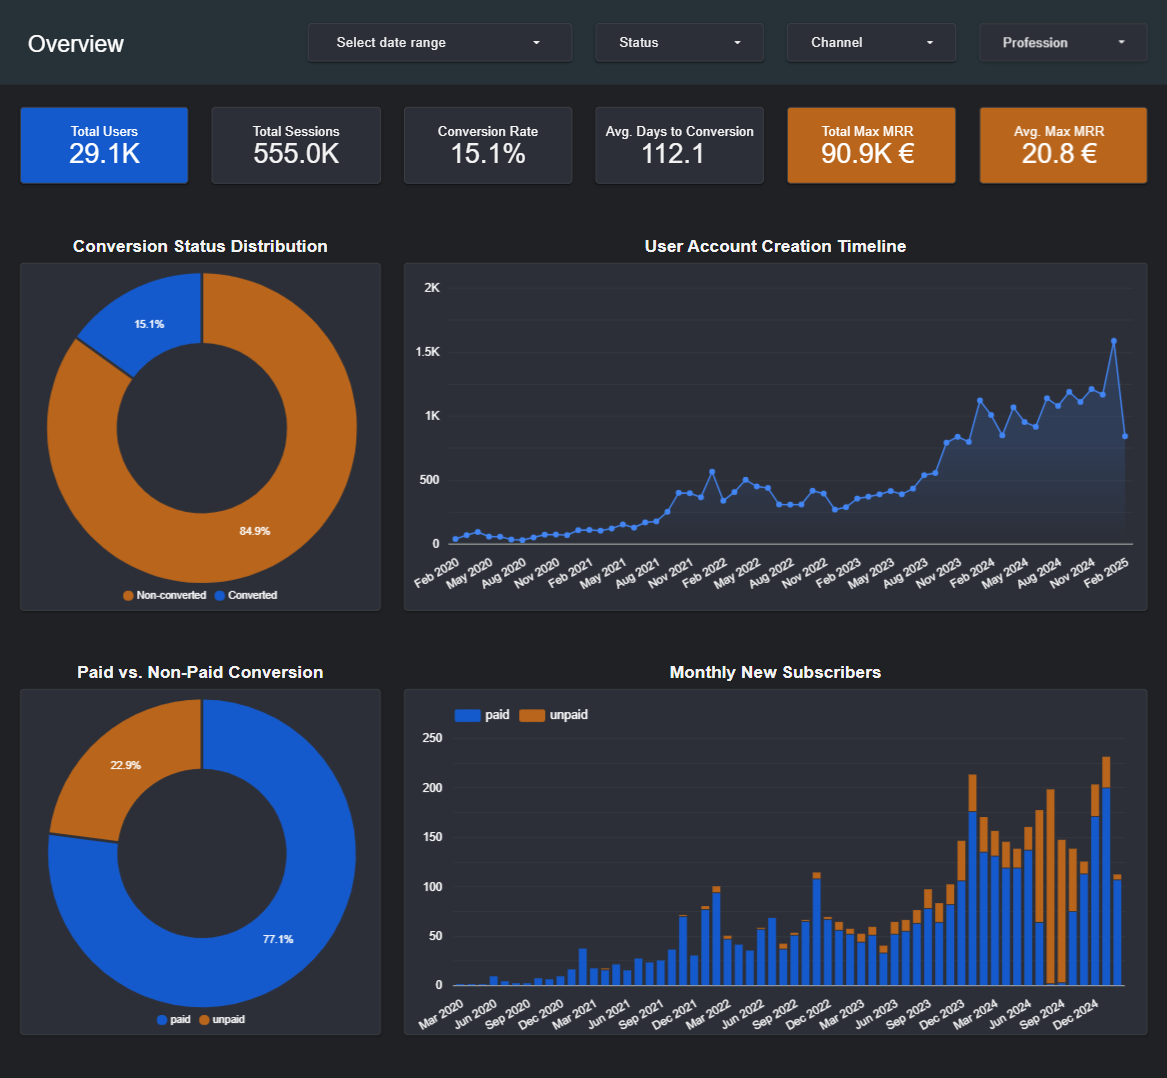 Overview
Select date range
Status
Channel
Profession
Total Users
29.1K
Total Sessions
555.0K
Conversion Rate
15.1%
Avg. Days to Conversion
112.1
Total Max MRR
90.9K €
Avg. Max MRR
20.8 €
Conversion Status Distribution
15.1%
84.9%
Non-converted Converted
User Account Creation Timeline
2K
1.5K
1K
500
0
Feb 2020 May 2020 Aug 2020 Nov 2020 Feb 2021 May 2021 Aug 2021 Nov 2021 Feb 2022 May 2022 Aug 2022 Nov 2022 Feb 2023 May 2023 Aug 2023 Nov 2023 Feb 2024 May 2024 Aug 2024 Nov 2024 Feb 2025
Paid vs. Non-Paid Conversion
22.9%
77.1%
paid unpaid
Monthly New Subscribers
paid unpaid
250
200
150
100
50
0
Mar 2020 Jun 2020 Sep 2020 Dec 2020 Mar 2021 Jun 2021 Sep 2021 Dec 2021 Mar 2022 Jun 2022 Sep 2022 Dec 2022 Mar 2023 Jun 2023 Sep 2023 Dec 2023 Mar 2024 Jun 2024 Sep 2024 Dec 2024